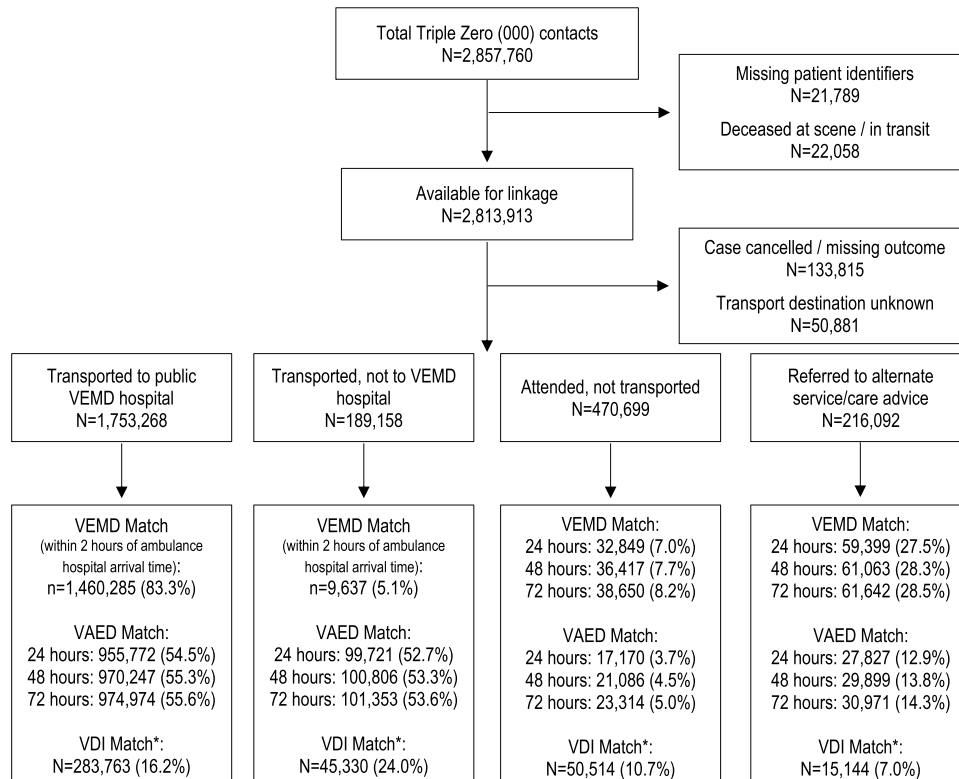 Total Triple Zero (000) contacts
N=2,857,760
Missing patient identifiers
N=21,789
Deceased at scene / in transit
N=22,058
Available for linkage
N=2,813,913
Case cancelled / missing outcome
N=133,815
Transport destination unknown
N=50,881
Transported to public
VEMD hospital
N=1,753,268
Transported, not to VEMD
hospital
N=189,158
Attended, not transported
N=470,699
Referred to alternate
service/care advice
N=216,092
VEMD Match
(within 2 hours of ambulance
hospital arrival time):
n=1,460,285 (83.3%)
VAED Match:
24 hours: 955,772 (54.5%)
48 hours: 970,247 (55.3%)
72 hours: 974,974 (55.6%)
VDI Match*:
N=283,763 (16.2%)
VEMD Match
(within 2 hours of ambulance
hospital arrival time):
n=9,637 (5.1%)
VAED Match:
24 hours: 99,721 (52.7%)
48 hours: 100,806 (53.3%)
72 hours: 101,353 (53.6%)
VDI Match*:
N=45,330 (24.0%)
VEMD Match:
24 hours: 32,849 (7.0%)
48 hours: 36,417 (7.7%)
72 hours: 38,650 (8.2%)
VAED Match:
24 hours: 17,170 (3.7%)
48 hours: 21,086 (4.5%)
72 hours: 23,314 (5.0%)
VDI Match*:
N=50,514 (10.7%)
VEMD Match:
24 hours: 59,399 (27.5%)
48 hours: 61,063 (28.3%)
72 hours: 61,642 (28.5%)
VAED Match:
24 hours: 27,827 (12.9%)
48 hours: 29,899 (13.8%)
72 hours: 30,971 (14.3%)
VDI Match*:
N=15,144 (7.0%)